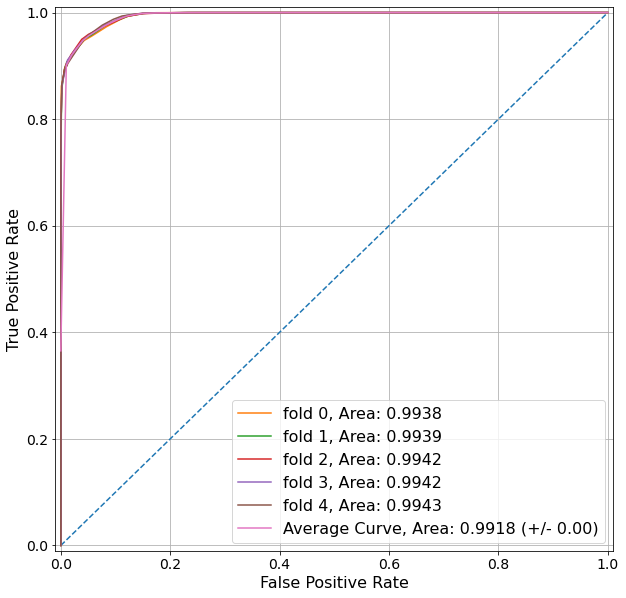 1.0
0.8
0.6
0.4
0.2
0.0
True Positive Rate
fold 0, Area: 0.9938
fold 1, Area: 0.9939
fold 2, Area: 0.9942
fold 3, Area: 0.9942
fold 4, Area: 0.9943
Average Curve, Area: 0.9918 (+/- 0.00)
0.0 0.2 0.4 0.6 0.8 1.0
False Positive Rate